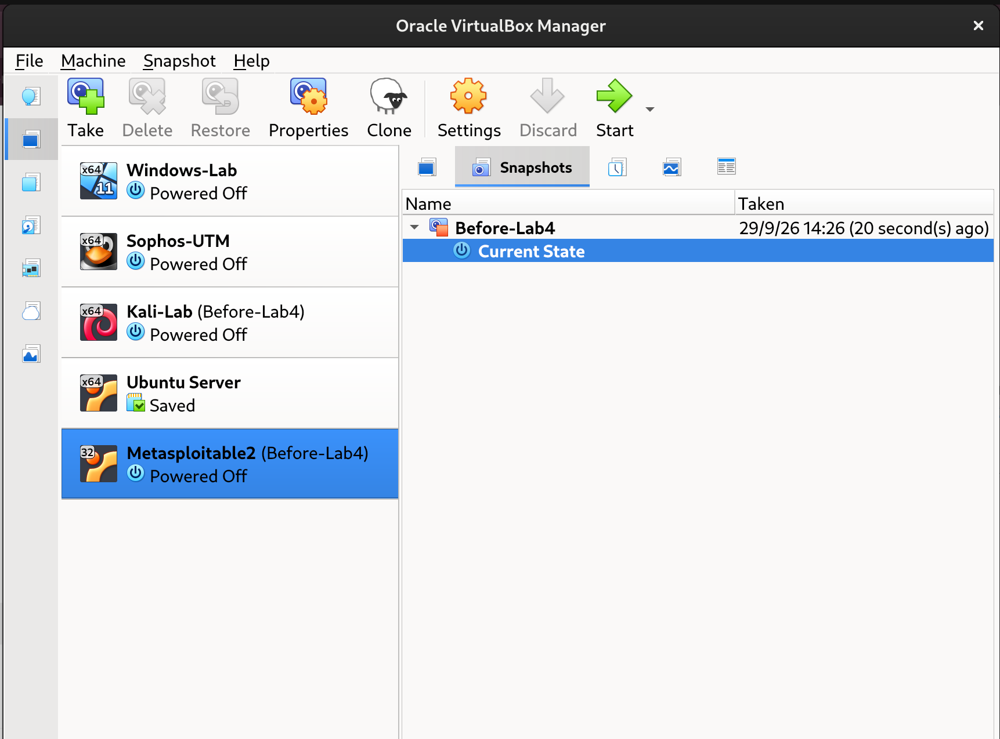 Oracle VirtualBox Manager
File Machine Snapshot Help
Take Delete Restore Properties Clone Settings Discard Start
x64 Windows-Lab
11 Powered Off
x64 Sophos-UTM
Powered Off
x64 Kali-Lab (Before-Lab4)
Powered Off
x64 Ubuntu Server
Saved
32 Metasploitable2 (Before-Lab4)
Powered Off
Snapshots
Name Taken
Before-Lab4 29/9/26 14:26 (20 second(s) ago)
Current State